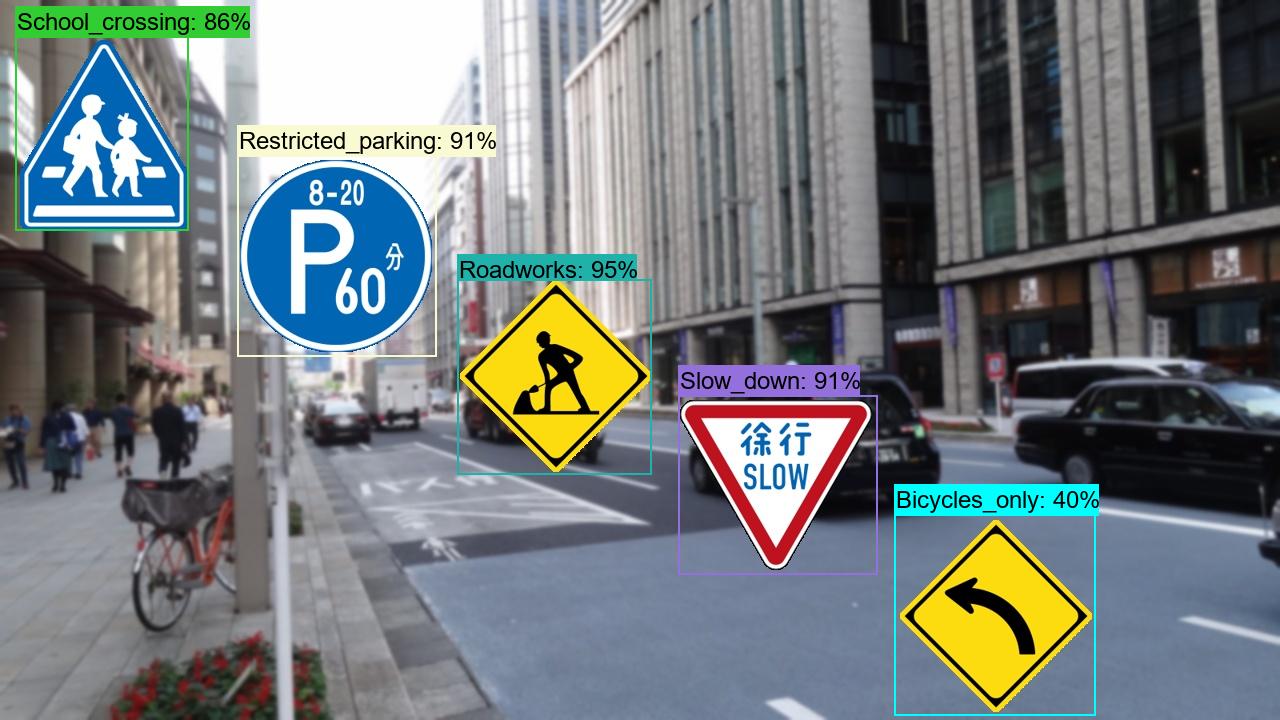 School_crossing: 86%
Restricted_parking: 91%
8-20
P 60 分
Roadworks: 95%
Slow_down: 91%
徐行
SLOW
Bicycles_only: 40%